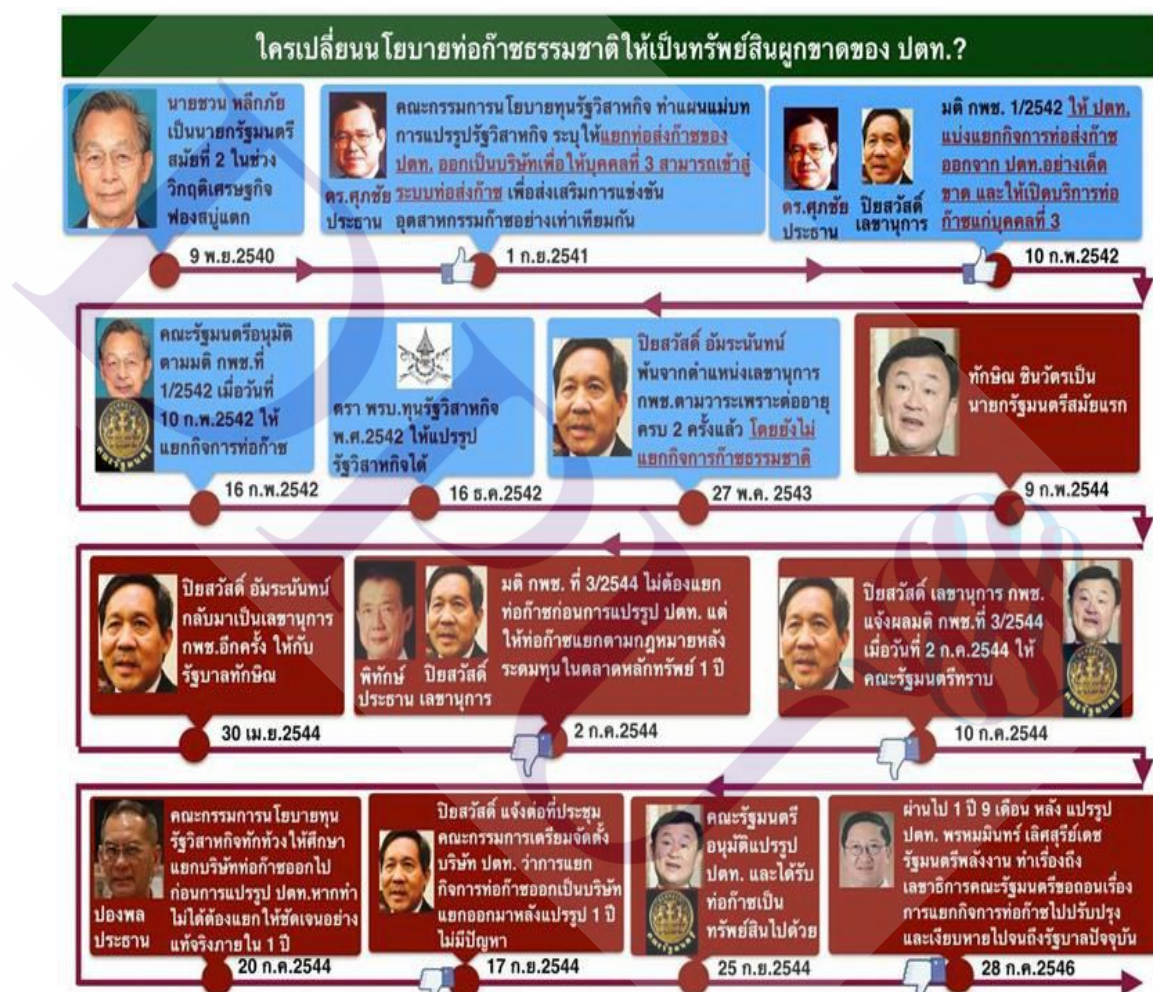 ใครเปลี่ยนนโยบายท่อก๊าซธรรมชาติให้เป็นทรัพย์สินผูกขาดของ ปตท.?
นายชวน หลีกภัย
เป็นนายกรัฐมนตรี
สมัยที่ 2 ในช่วง
วิกฤติเศรษฐกิจ
ฟองสบู่แตก
9 พ.ย.2540
คณะกรรมการนโยบายทุนรัฐวิสาหกิจ ทำแผนแม่บท
การแปรรูปรัฐวิสาหกิจ ระบุให้แยกท่อส่งก๊าซของ
ปตท. ออกเป็นบริษัทเพื่อให้บุคคลที่ 3 สามารถเข้าสู่
ระบบท่อส่งก๊าซ เพื่อส่งเสริมการแข่งขัน
อุตสาหกรรมก๊าซอย่างเท่าเทียมกัน
ดร.ศุภชัย
ประธาน
1 ก.ย.2541
มติ กพช. 1/2542 ให้ ปตท.
แบ่งแยกกิจการท่อส่งก๊าซ
ออกจาก ปตท.อย่างเด็ด
ขาด และให้เปิดบริการท่อ
ก๊าซแก่บุคคลที่ 3
ดร.ศุภชัย
ประธาน
ปิยสวัสดิ์
เลขานุการ
10 ก.พ.2542
คณะรัฐมนตรีอนุมัติ
ตามมติ กพช.ที่
1/2542 เมื่อวันที่
10 ก.พ.2542 ให้
แยกกิจการท่อก๊าซ
คณะรัฐมนตรี
16 ก.พ.2542
ตรา พรบ.ทุนรัฐวิสาหกิจ
พ.ศ.2542 ให้แปรรูป
รัฐวิสาหกิจได้
16 ธ.ค.2542
ปิยสวัสดิ์ อัมระนันทน์
พ้นจากตำแหน่งเลขานุการ
กพช.ตามวาระเพราะต่ออายุ
ครบ 2 ครั้งแล้ว โดยยังไม่
แยกกิจการก๊าซธรรมชาติ
27 พ.ค. 2543
ทักษิณ ชินวัตรเป็น
นายกรัฐมนตรีสมัยแรก
9 ก.พ.2544
ปิยสวัสดิ์ อัมระนันทน์
กลับมาเป็นเลขานุการ
กพช.อีกครั้ง ให้กับ
รัฐบาลทักษิณ
30 เม.ย.2544
มติ กพช. ที่ 3/2544 ไม่ต้องแยก
ท่อก๊าซก่อนการแปรรูป ปตท. แต่
ให้ท่อก๊าซแยกตามกฎหมายหลัง
ระดมทุนในตลาดหลักทรัพย์ 1 ปี
พิทักษ์
ประธาน
ปิยสวัสดิ์
เลขานุการ
2 ก.ค.2544
ปิยสวัสดิ์ เลขานุการ กพช.
แจ้งผลมติ กพช.ที่ 3/2544
เมื่อวันที่ 2 ก.ค.2544 ให้
คณะรัฐมนตรีทราบ
คณะรัฐมนตรี
10 ก.ค.2544
คณะกรรมการนโยบายทุน
รัฐวิสาหกิจทักท้วงให้ศึกษา
แยกบริษัทท่อก๊าซออกไป
ก่อนการแปรรูป ปตท.หากทำ
ไม่ได้ต้องแยกให้ชัดเจนอย่าง
แท้จริงภายใน 1 ปี
ปองพล
ประธาน
20 ก.ค.2544
ปิยสวัสดิ์ แจ้งต่อที่ประชุม
คณะกรรมการเตรียมจัดตั้ง
บริษัท ปตท. ว่าการแยก
กิจการท่อก๊าซออกเป็นบริษัท
แยกออกมาหลังแปรรูป 1 ปี
ไม่มีปัญหา
17 ก.ย.2544
คณะรัฐมนตรี
อนุมัติแปรรูป
ปตท. และได้รับ
ท่อก๊าซเป็น
ทรัพย์สินไปด้วย
คณะรัฐมนตรี
25 ก.ย.2544
ผ่านไป 1 ปี 9 เดือน หลัง แปรรูป
ปตท. พรหมมินทร์ เลิศสุรีย์เดช
รัฐมนตรีพลังงาน ทำเรื่องถึง
เลขาธิการคณะรัฐมนตรีขอถอนเรื่อง
การแยกกิจการท่อก๊าซไปปรับปรุง
และเงียบหายไปจนถึงรัฐบาลปัจจุบัน
28 ก.ค.2546